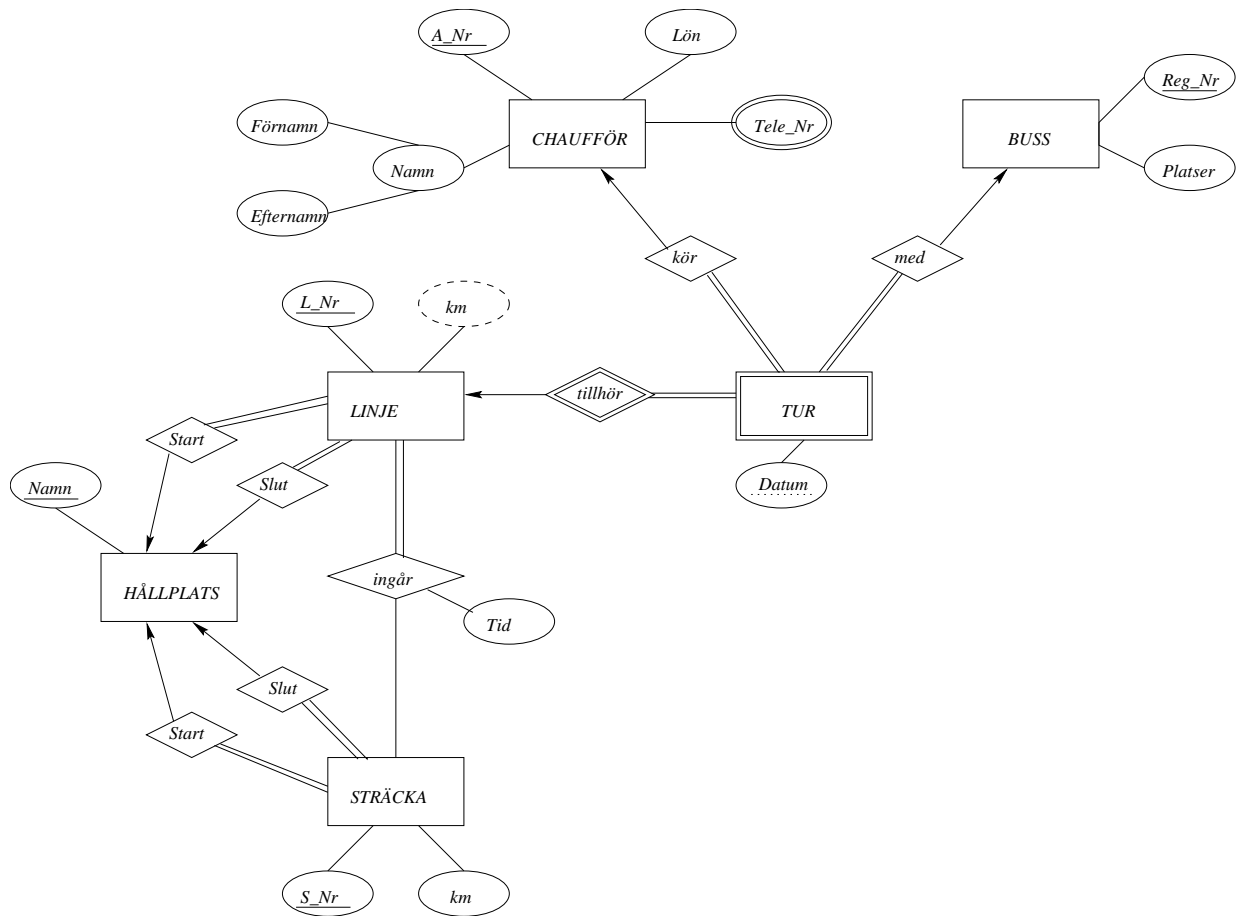 A_Nr
Lön
Reg_Nr
Förnamn
Tele_Nr
CHAUFFÖR
BUSS
Namn
Platser
Efternamn
kör
med
L_Nr
km
LINJE
tillhör
TUR
Start
Slut
Namn
Datum
ingår
HÅLLPLATS
Tid
Slut
Start
STRÄCKA
S_Nr
km